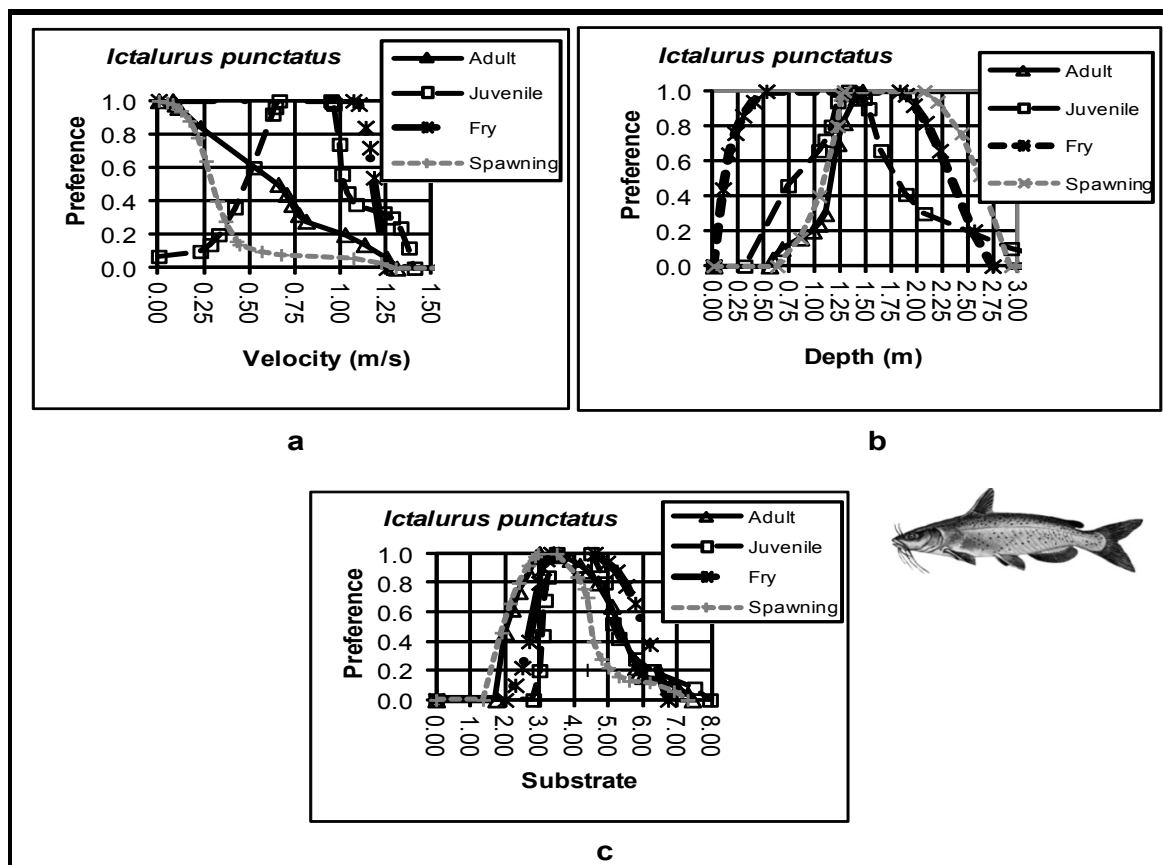 Ictalurus punctatus
Adult
Juvenile
Fry
Spawning
Preference
1.0
0.8
0.6
0.4
0.2
0.0
0.00
0.25
0.50
0.75
1.00
1.25
1.50
Velocity (m/s)
a
Ictalurus punctatus
Adult
Juvenile
Fry
Spawning
Preference
1.0
0.8
0.6
0.4
0.2
0.0
0.00
0.25
0.50
0.75
1.00
1.25
1.50
1.75
2.00
2.25
2.50
2.75
3.00
Depth (m)
b
Ictalurus punctatus
Adult
Juvenile
Fry
Spawning
Preference
1.0
0.8
0.6
0.4
0.2
0.0
0.00
1.00
2.00
3.00
4.00
5.00
6.00
7.00
8.00
Substrate
c